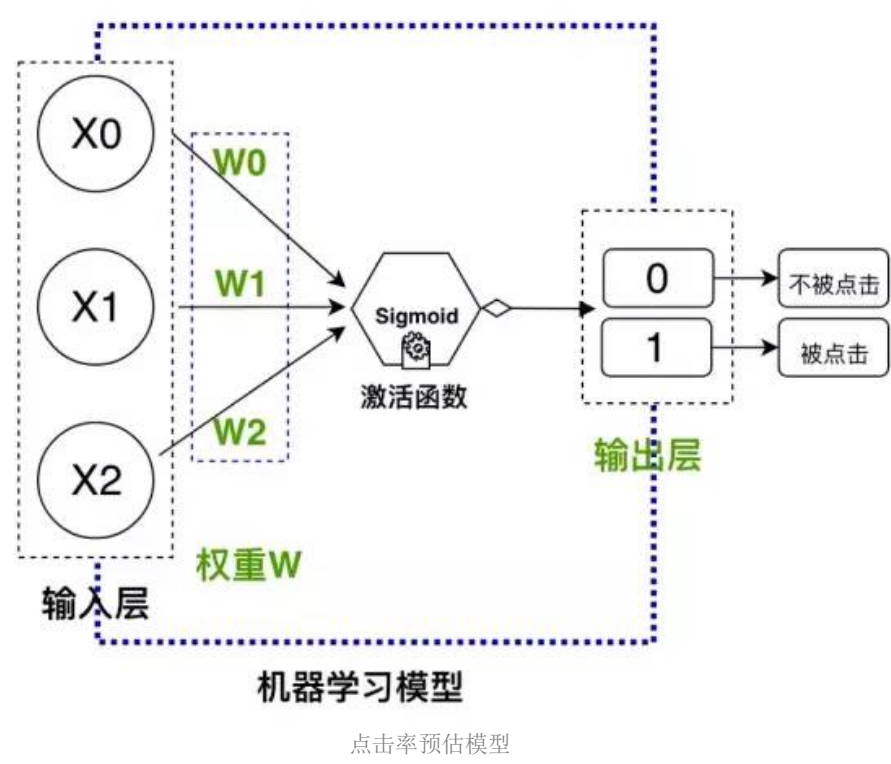 X0
W0
X1
W1
Sigmoid
激活函数
0
不被点击
1
被点击
X2
W2
输出层
权重W
输入层
机器学习模型
点击率预估模型